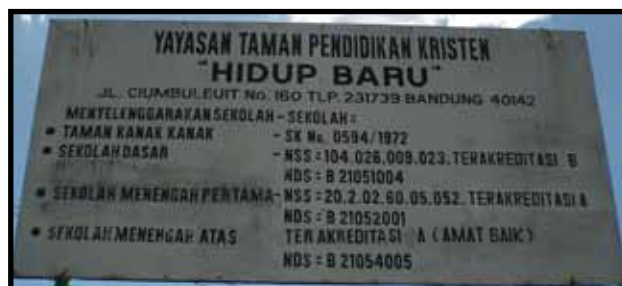 YAYASAN TAMAN PENDIDIKAN KRISTEN
"HIDUP BARU"
JL. CIUMBULEUIT No. 160 TLP. 231739 BANDUNG 40142
MENYELENGGARAKAN SEKOLAH - SEKOLAH :
• TAMAN KANAK KANAK - SK No. 0594/1972
• SEKOLAH DASAR - NSS : 104.026.009.023. TERAKREDITASI B
NDS : B 21051004
• SEKOLAH MENENGAH PERTAMA - NSS : 20.2.02.60.05.052. TERAKREDITASI A
NDS : B 21052001
• SEKOLAH MENENGAH ATAS TERAKREDITASI A ( AMAT BAIK )
NDS : B 21054005